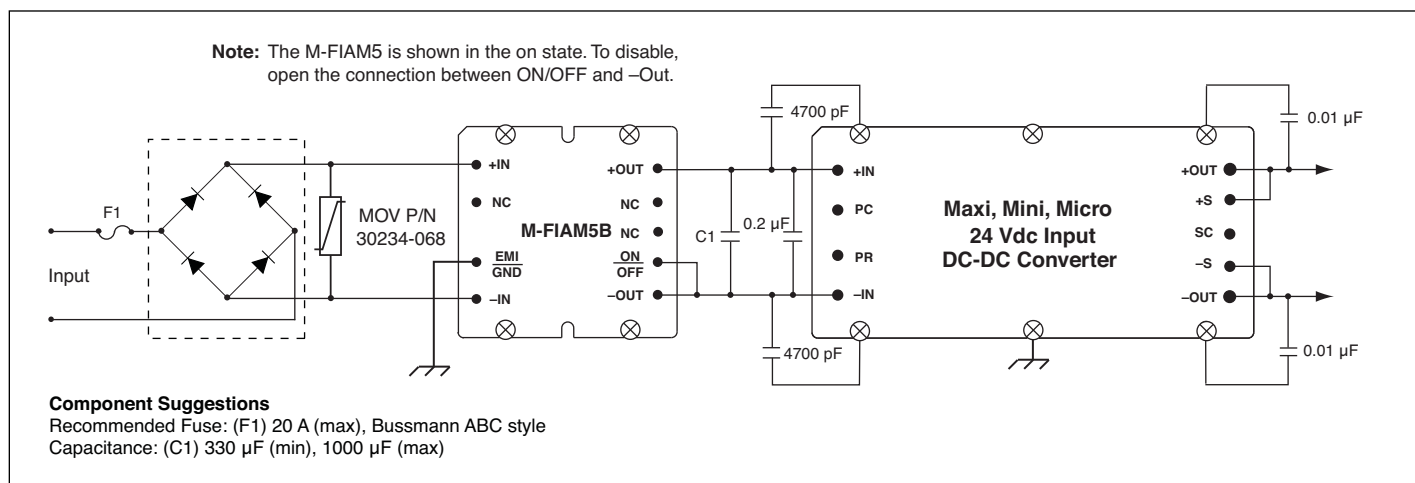 Note: The M-FIAM5 is shown in the on state. To disable,
open the connection between ON/OFF and –Out.
F1
Input
MOV P/N
30234-068
+IN
NC
EMI
GND
–IN
M-FIAM5B
+OUT
NC
NC
ON
OFF
–OUT
4700 pF
C1
0.2 µF
4700 pF
+IN
PC
PR
–IN
Maxi, Mini, Micro
24 Vdc Input
DC-DC Converter
+OUT
+S
SC
–S
–OUT
0.01 µF
0.01 µF
Component Suggestions
Recommended Fuse: (F1) 20 A (max), Bussmann ABC style
Capacitance: (C1) 330 µF (min), 1000 µF (max)